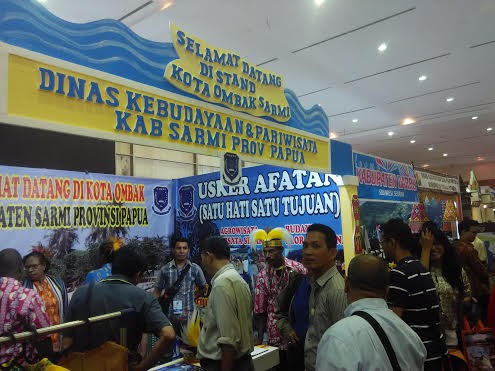 SELAMAT DATANG
DI STAND
KOTA OMBAK SARMI
DINAS KEBUDAYAAN & PARIWISATA
KAB SARMI PROV PAPUA
MAT DATANG DI KOTA OMBAK
PATEN SARMI PROVINSI PAPUA
USKER AFATAN
(SATU HATI SATU TUJUAN)
KABUPATEN